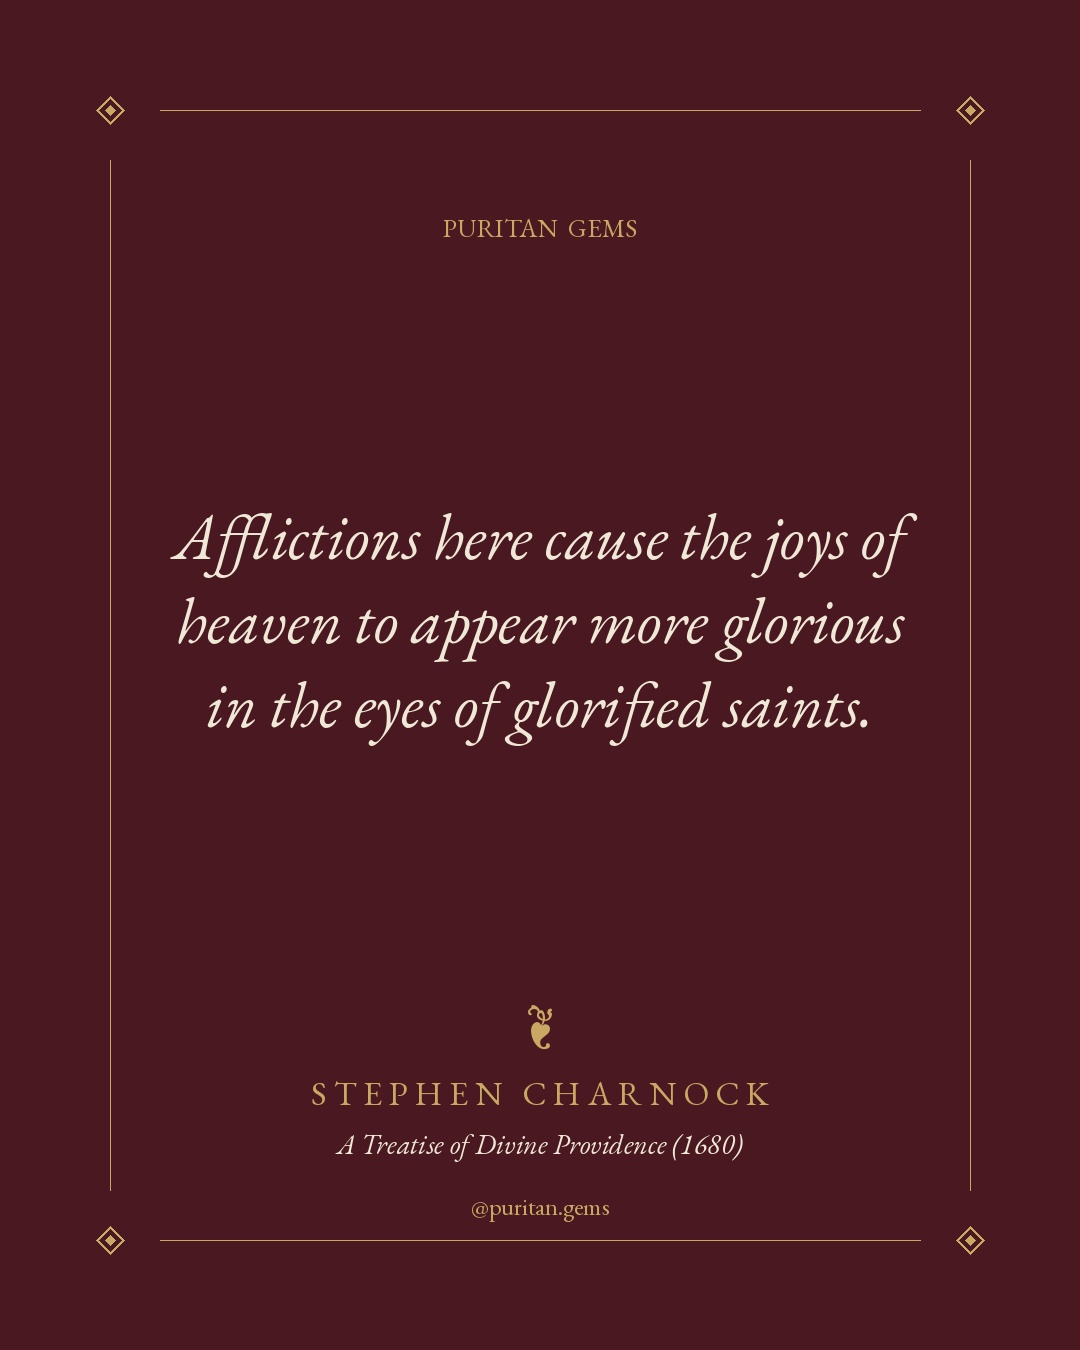 PURITAN GEMS
Afflictions here cause the joys of
heaven to appear more glorious
in the eyes of glorified saints.
STEPHEN CHARNOCK
A Treatise of Divine Providence (1680)
@puritan.gems